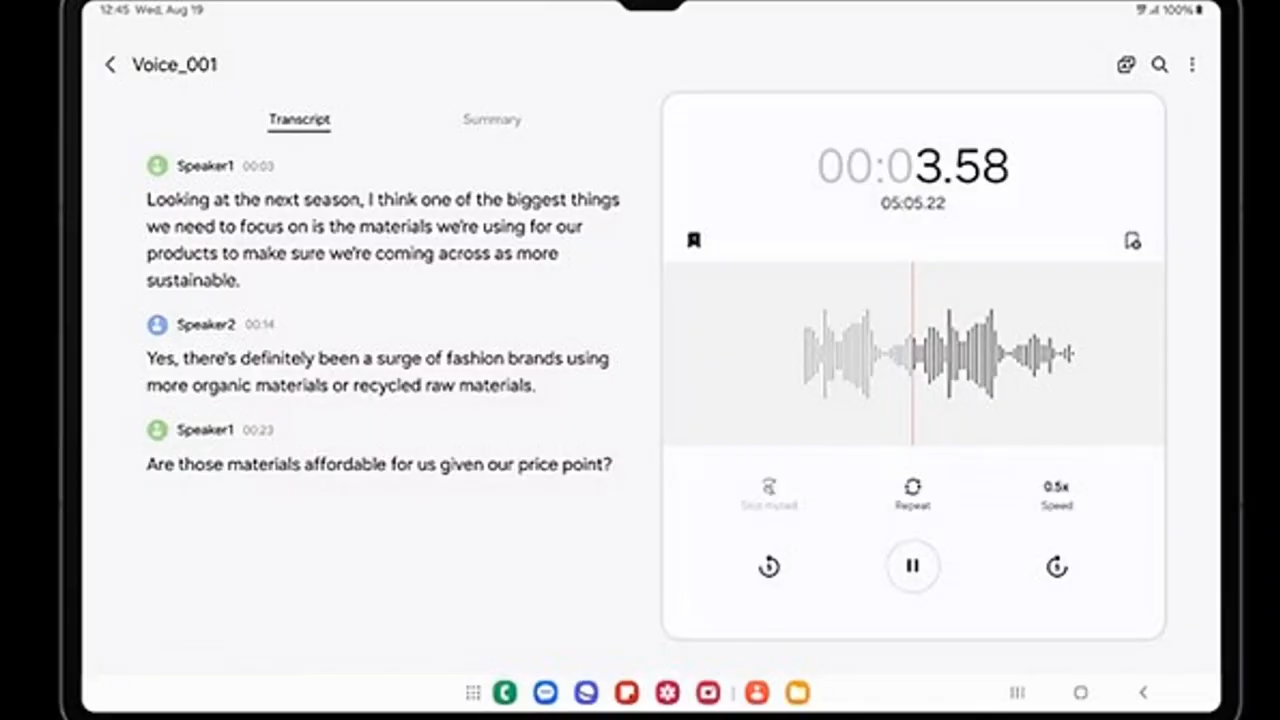 12:45 Wed, Aug 19
100%
Voice_001
Transcript
Summary
Speaker1 00:03
Looking at the next season, I think one of the biggest things
we need to focus on is the materials we're using for our
products to make sure we're coming across as more
sustainable.
Speaker2 00:14
Yes, there's definitely been a surge of fashion brands using
more organic materials or recycled raw materials.
Speaker1 00:23
Are those materials affordable for us given our price point?
00:03.58
05:05.22
Skip muted
Repeat
0.5x
Speed
5
5